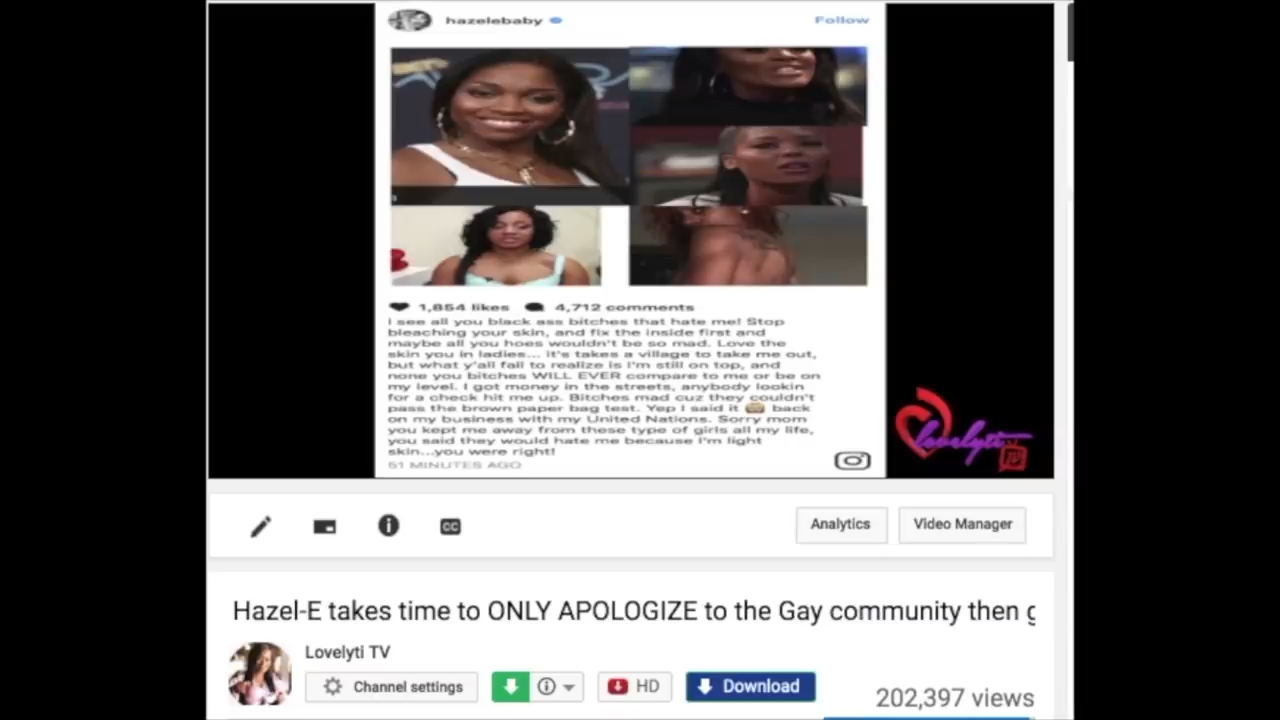 hazelebaby
Follow
1,854 likes 4,712 comments
I see all you black ass bitches that hate me! Stop
bleaching your skin, and fix the inside first and
maybe all you hoes wouldn't be so mad. Love the
skin you in ladies... it's takes a village to take me out,
but what y'all fail to realize is I'm still on top, and
none you bitches WILL EVER compare to me or be on
my level. I got money in the streets, anybody lookin
for a check hit me up. Bitches mad cuz they couldn't
pass the brown paper bag test. Yep I said it back
on my business with my United Nations. Sorry mom
you kept me away from these type of girls all my life,
you said they would hate me because I'm light
skin...you were right!
51 MINUTES AGO
Lovelyti
TV
CC
Analytics
Video Manager
Hazel-E takes time to ONLY APOLOGIZE to the Gay community then g
Lovelyti TV
Channel settings
HD
Download
202,397 views